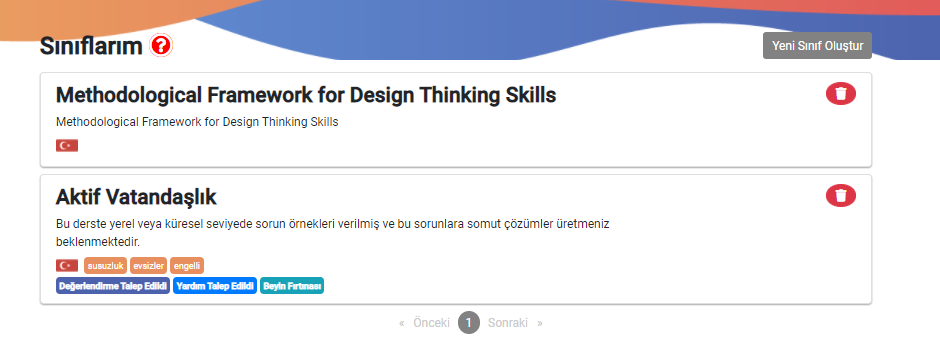 Sınıflarım ?
Yeni Sınıf Oluştur
Methodological Framework for Design Thinking Skills
Methodological Framework for Design Thinking Skills
Aktif Vatandaşlık
Bu derste yerel veya küresel seviyede sorun örnekleri verilmiş ve bu sorunlara somut çözümler üretmeniz
beklenmektedir.
susuzluk evsizler engelli
Değerlendirme Talep Edildi Yardım Talep Edildi Beyin Fırtınası
« Önceki 1 Sonraki »